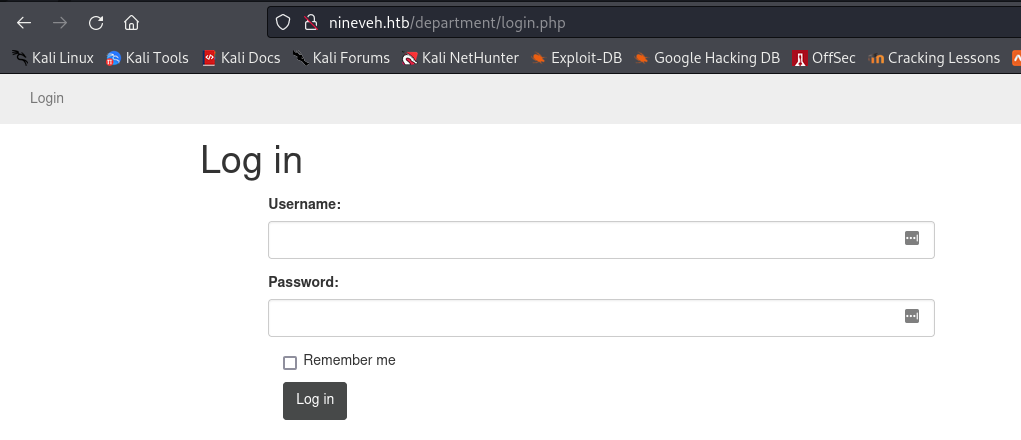 nineveh.htb/department/login.php
Kali Linux Kali Tools Kali Docs Kali Forums Kali NetHunter Exploit-DB Google Hacking DB OffSec Cracking Lessons
Login
Log in
Username:
Password:
Remember me
Log in